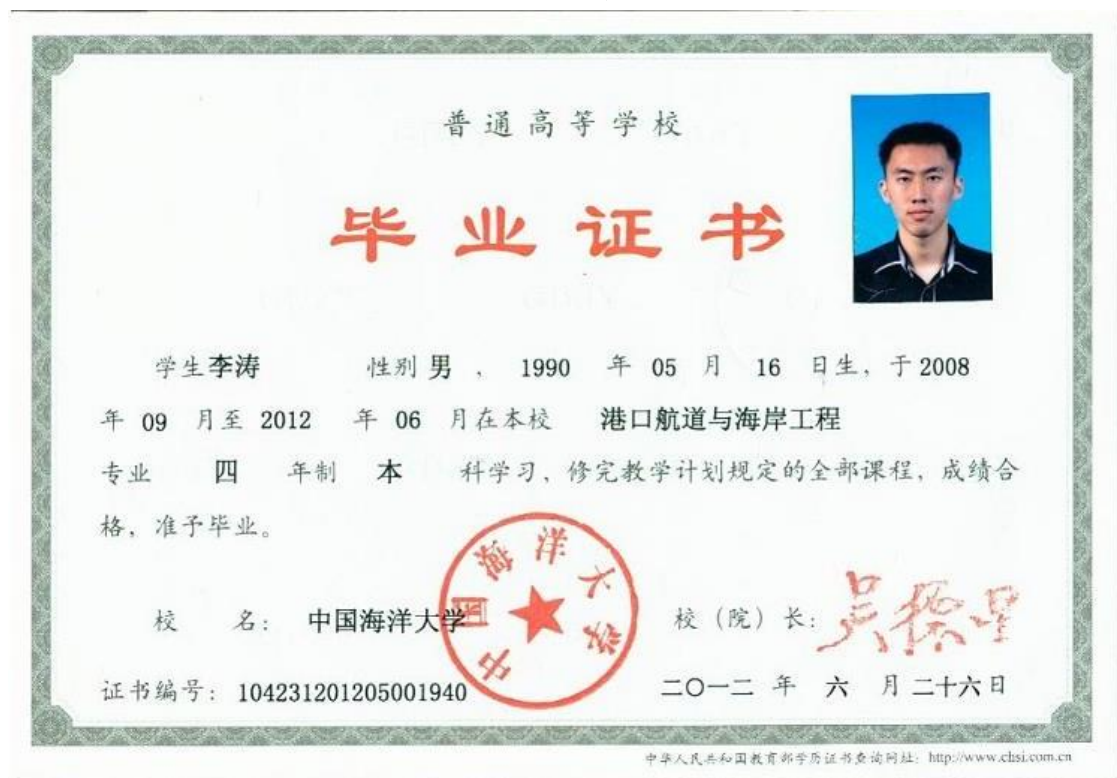 普通高等学校
毕业证书
学生李涛 性别 男 , 1990 年 05 月 16 日生, 于 2008
年 09 月至 2012 年 06 月在本校 港口航道与海岸工程
专业 四 年制 本 科学习、修完教学计划规定的全部课程, 成绩合
格, 准予毕业。
中国海洋大学
校 名: 中国海洋大学 校 (院) 长:
证书编号: 104231201205001940 二〇一二 年 六 月 二十六日
中华人民共和国教育部学历证书查询网址: http://www.chsi.com.cn